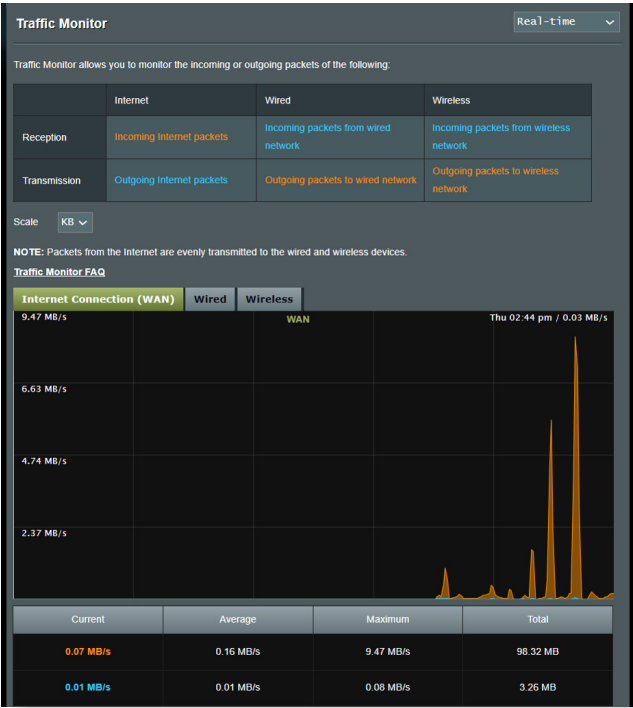 Traffic Monitor
Real-time
Traffic Monitor allows you to monitor the incoming or outgoing packets of the following:
Internet Wired Wireless
Reception Incoming Internet packets Incoming packets from wired network Incoming packets from wireless network
Transmission Outgoing Internet packets Outgoing packets to wired network Outgoing packets to wireless network
Scale KB
NOTE: Packets from the Internet are evenly transmitted to the wired and wireless devices.
Traffic Monitor FAQ
Internet Connection (WAN) Wired Wireless
9.47 MB/s WAN Thu 02:44 pm / 0.03 MB/s
6.63 MB/s
4.74 MB/s
2.37 MB/s
Current Average Maximum Total
0.07 MB/s 0.16 MB/s 9.47 MB/s 98.32 MB
0.01 MB/s 0.01 MB/s 0.08 MB/s 3.26 MB